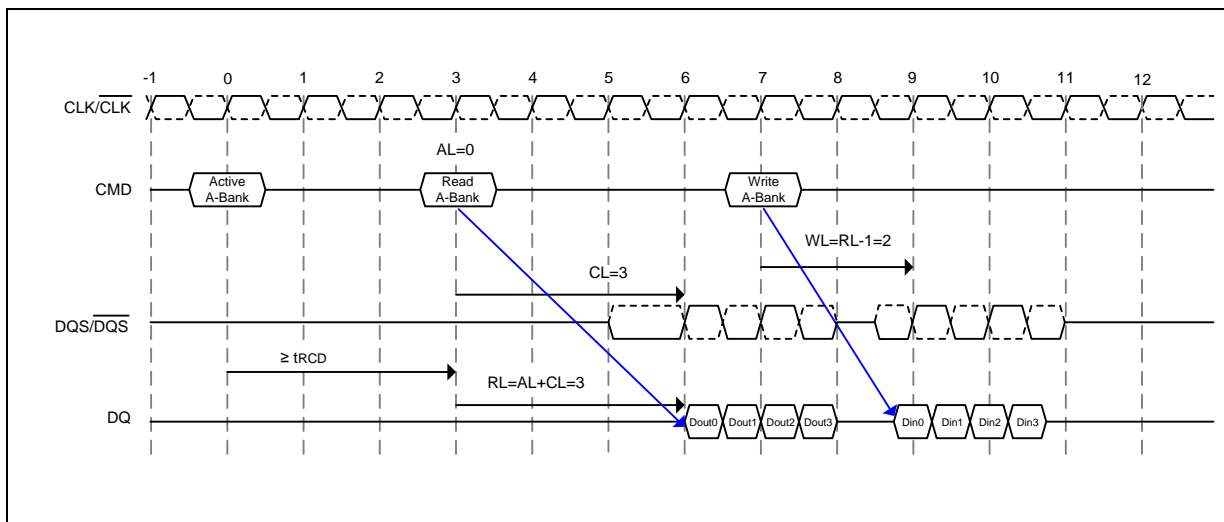 -1 0 1 2 3 4 5 6 7 8 9 10 11 12
CLK/CLK
AL=0
CMD
Active
A-Bank
Read
A-Bank
Write
A-Bank
WL=RL-1=2
CL=3
DQS/DQS
≥ tRCD
RL=AL+CL=3
DQ
Dout0 Dout1 Dout2 Dout3 Din0 Din1 Din2 Din3